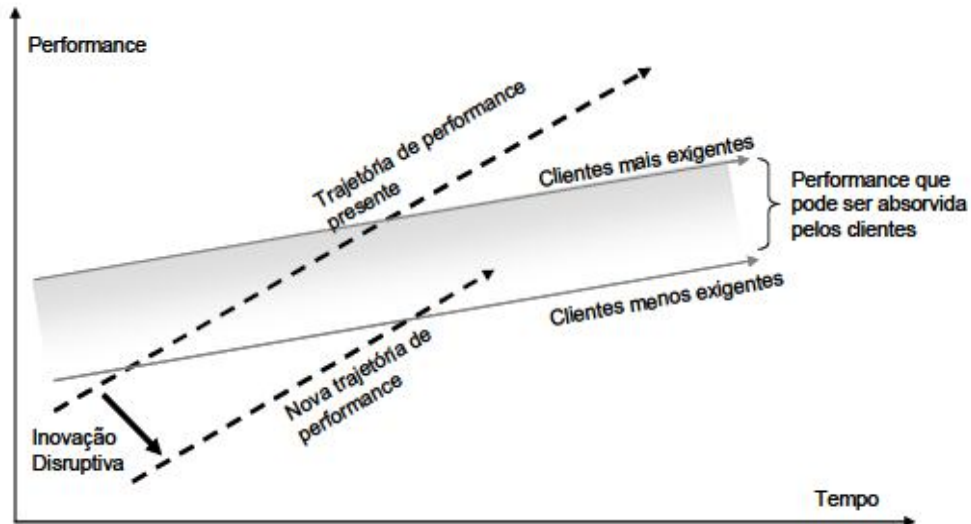 Performance
Trajetória de performance
presente
Clientes mais exigentes
Performance que
pode ser absorvida
pelos clientes
Clientes menos exigentes
Nova trajetória de
performance
Inovação
Disruptiva
Tempo